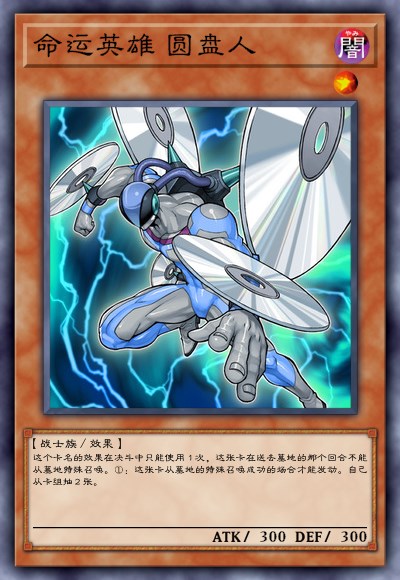 命运英雄 圆盘人
やみ
闇
【战士族／效果】
这个卡名的效果在决斗中只能使用1次，这张卡在送去墓地的那个回合不能
从墓地特殊召唤。①：这张卡从墓地的特殊召唤成功的场合才能发动。自己
从卡组抽2张。
ATK/ 300 DEF/ 300